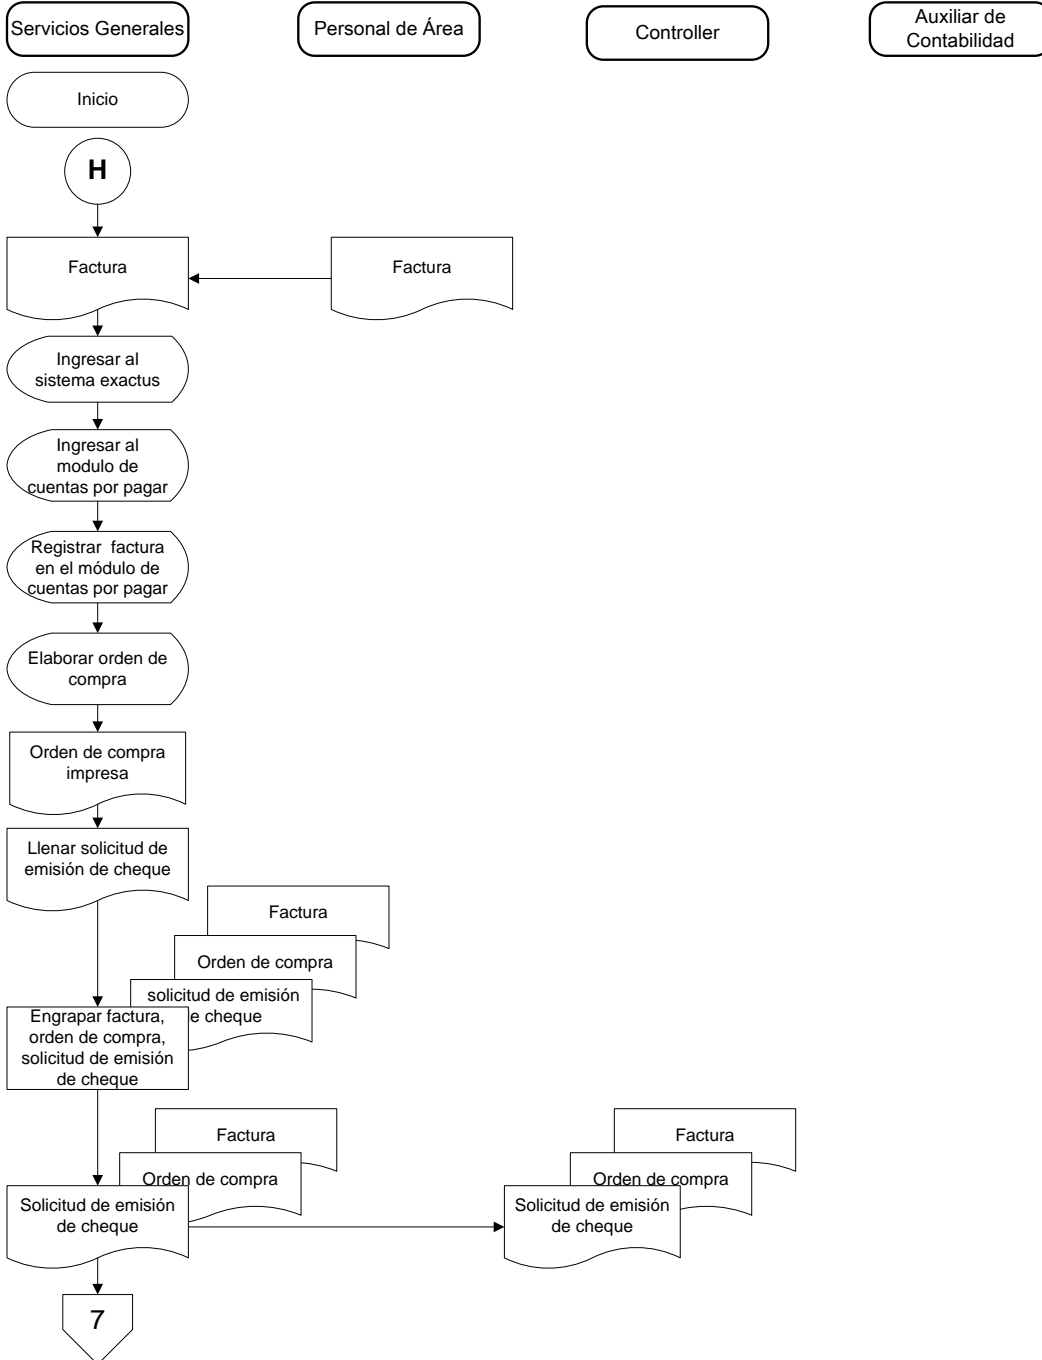 Servicios Generales
Personal de Área
Controller
Auxiliar de
Contabilidad
Inicio
H
Factura
Factura
Ingresar al
sistema exactus
Ingresar al
modulo de
cuentas por pagar
Registrar factura
en el módulo de
cuentas por pagar
Elaborar orden de
compra
Orden de compra
impresa
Llenar solicitud de
emisión de cheque
Factura
Orden de compra
solicitud de emisión
e cheque
Engrapar factura,
orden de compra,
solicitud de emisión
de cheque
Factura
Orden de compra
Solicitud de emisión
de cheque
Factura
Orden de compra
Solicitud de emisión
de cheque
7